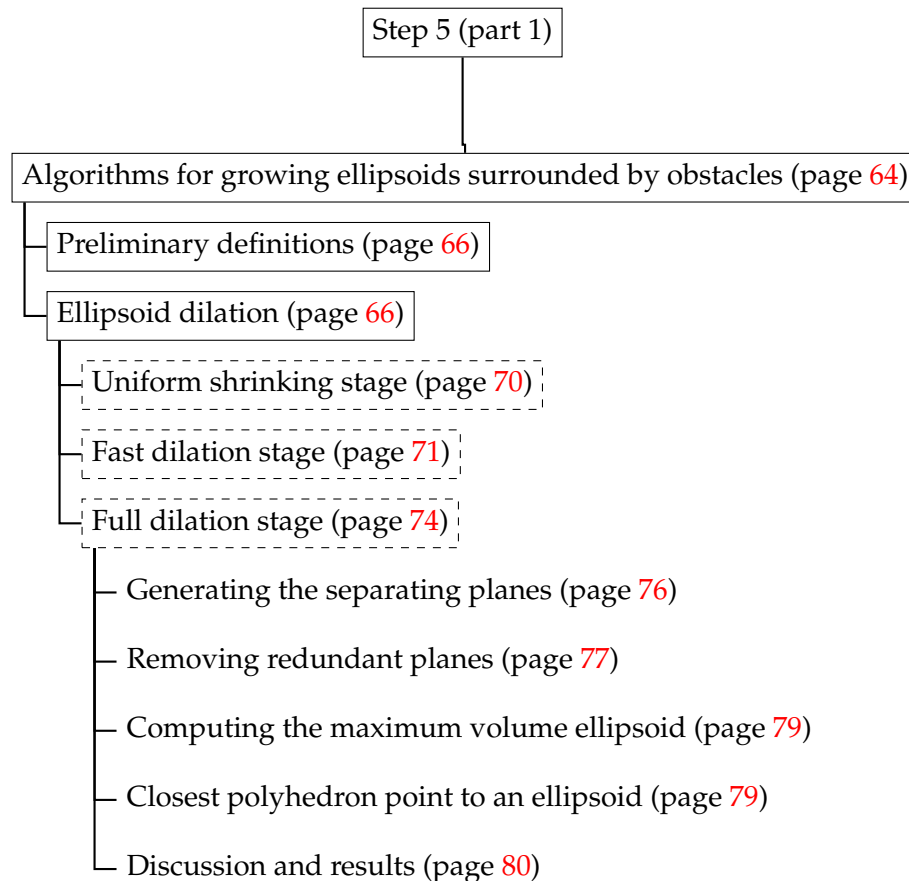 Step 5 (part 1)
Algorithms for growing ellipsoids surrounded by obstacles (page 64)
Preliminary definitions (page 66)
Ellipsoid dilation (page 66)
Uniform shrinking stage (page 70)
Fast dilation stage (page 71)
Full dilation stage (page 74)
Generating the separating planes (page 76)
Removing redundant planes (page 77)
Computing the maximum volume ellipsoid (page 79)
Closest polyhedron point to an ellipsoid (page 79)
Discussion and results (page 80)